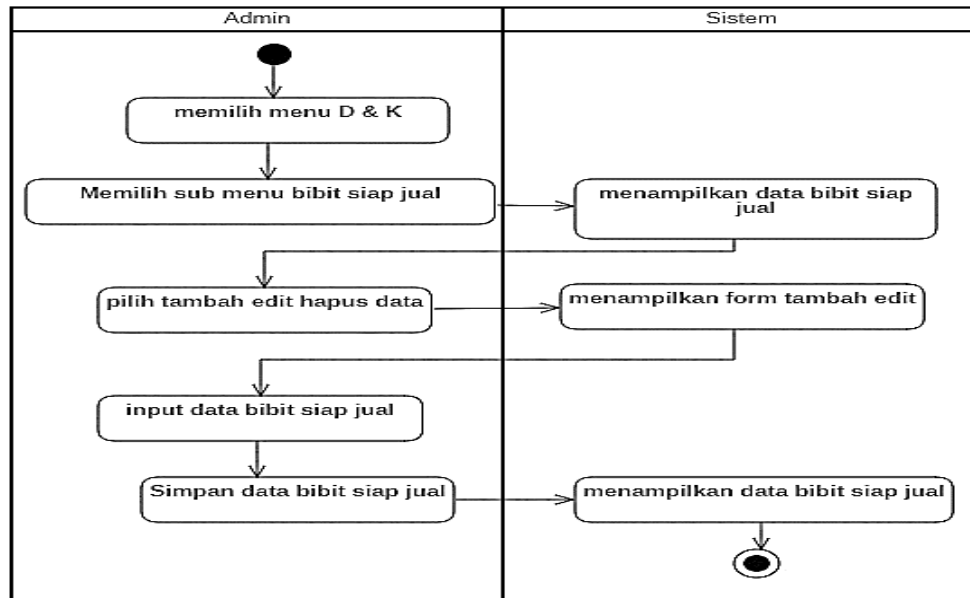 Admin
Sistem
memilih menu D & K
Memilih sub menu bibit siap jual
menampilkan data bibit siap
jual
pilih tambah edit hapus data
menampilkan form tambah edit
input data bibit siap jual
Simpan data bibit siap jual
menampilkan data bibit siap jual